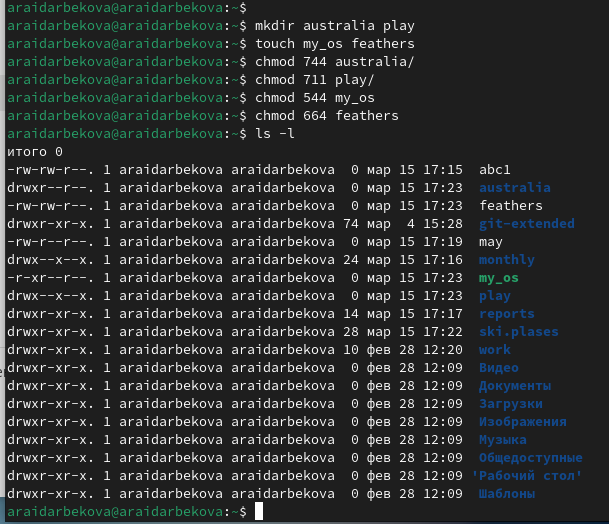 araidarbekova@araidarbekova:~$
araidarbekova@araidarbekova:~$ mkdir australia play
araidarbekova@araidarbekova:~$ touch my_os feathers
araidarbekova@araidarbekova:~$ chmod 744 australia/
araidarbekova@araidarbekova:~$ chmod 711 play/
araidarbekova@araidarbekova:~$ chmod 544 my_os
araidarbekova@araidarbekova:~$ chmod 664 feathers
araidarbekova@araidarbekova:~$ ls -l
итого 0
-rw-rw-r--. 1 araidarbekova araidarbekova  0 мар 15 17:15  abc1
drwxr--r--. 1 araidarbekova araidarbekova  0 мар 15 17:23  australia
-rw-rw-r--. 1 araidarbekova araidarbekova  0 мар 15 17:23  feathers
drwxr-xr-x. 1 araidarbekova araidarbekova 74 мар  4 15:28  git-extended
-rw-r--r--. 1 araidarbekova araidarbekova  0 мар 15 17:19  may
drwx--x--x. 1 araidarbekova araidarbekova 24 мар 15 17:16  monthly
-r-xr--r--. 1 araidarbekova araidarbekova  0 мар 15 17:23  my_os
drwx--x--x. 1 araidarbekova araidarbekova  0 мар 15 17:23  play
drwxr-xr-x. 1 araidarbekova araidarbekova 14 мар 15 17:17  reports
drwxr-xr-x. 1 araidarbekova araidarbekova 28 мар 15 17:22  ski.plases
drwxr-xr-x. 1 araidarbekova araidarbekova 10 фев 28 12:20  work
drwxr-xr-x. 1 araidarbekova araidarbekova  0 фев 28 12:09  Видео
drwxr-xr-x. 1 araidarbekova araidarbekova  0 фев 28 12:09  Документы
drwxr-xr-x. 1 araidarbekova araidarbekova  0 фев 28 12:09  Загрузки
drwxr-xr-x. 1 araidarbekova araidarbekova  0 фев 28 12:09  Изображения
drwxr-xr-x. 1 araidarbekova araidarbekova  0 фев 28 12:09  Музыка
drwxr-xr-x. 1 araidarbekova araidarbekova  0 фев 28 12:09  Общедоступные
drwxr-xr-x. 1 araidarbekova araidarbekova  0 фев 28 12:09 'Рабочий стол'
drwxr-xr-x. 1 araidarbekova araidarbekova  0 фев 28 12:09  Шаблоны
araidarbekova@araidarbekova:~$